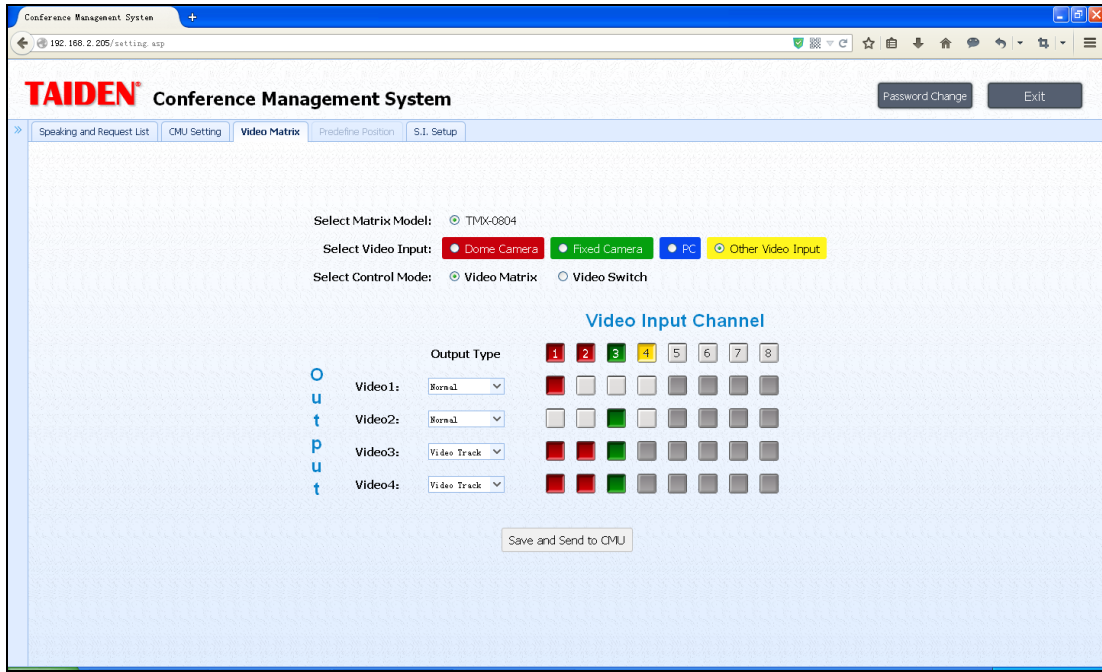 Conference Management System
192.168.2.205/setting.asp
TAIDEN® Conference Management System
Password Change Exit
Speaking and Request List CMU Setting Video Matrix Predefine Position S.I. Setup
Select Matrix Model: TMX-0804
Select Video Input: Dome Camera Fixed Camera PC Other Video Input
Select Control Mode: Video Matrix Video Switch
Video Input Channel
Output Type 1 2 3 4 5 6 7 8
Output
Video1: Normal
Video2: Normal
Video3: Video Track
Video4: Video Track
Save and Send to CMU